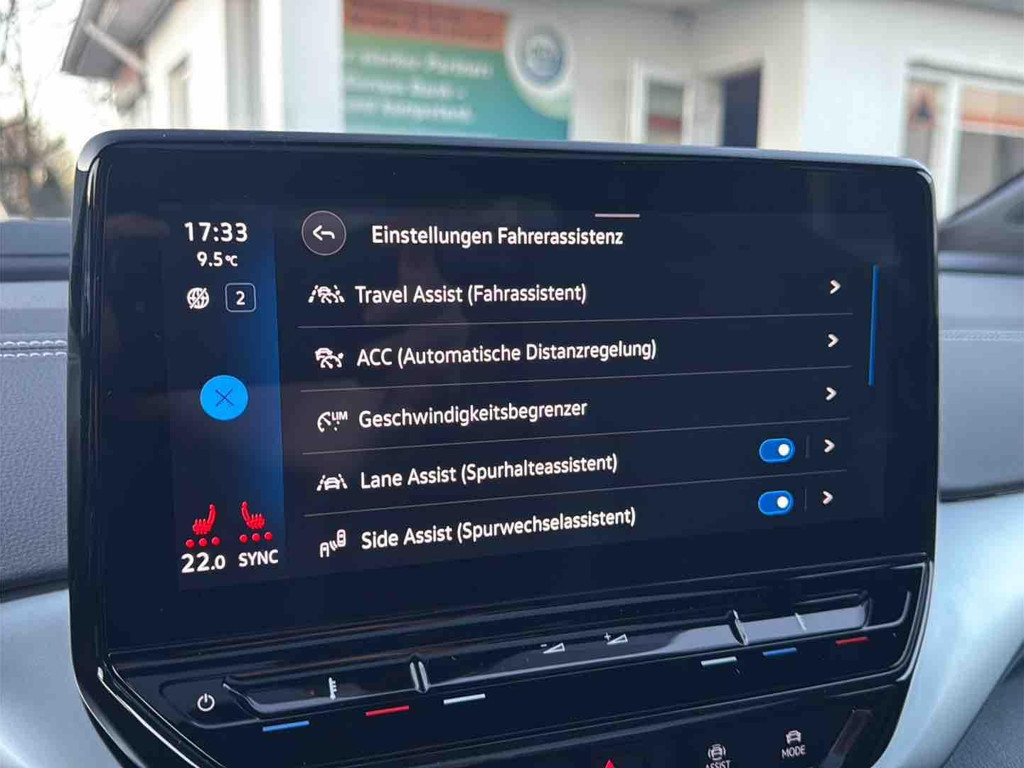 17:33
9.5°C
2
Einstellungen Fahrerassistenz
Travel Assist (Fahrassistent)
ACC (Automatische Distanzregelung)
LIM
Geschwindigkeitsbegrenzer
Lane Assist (Spurhalteassistent)
Side Assist (Spurwechselassistent)
22.0 SYNC
MODE
ASSIST